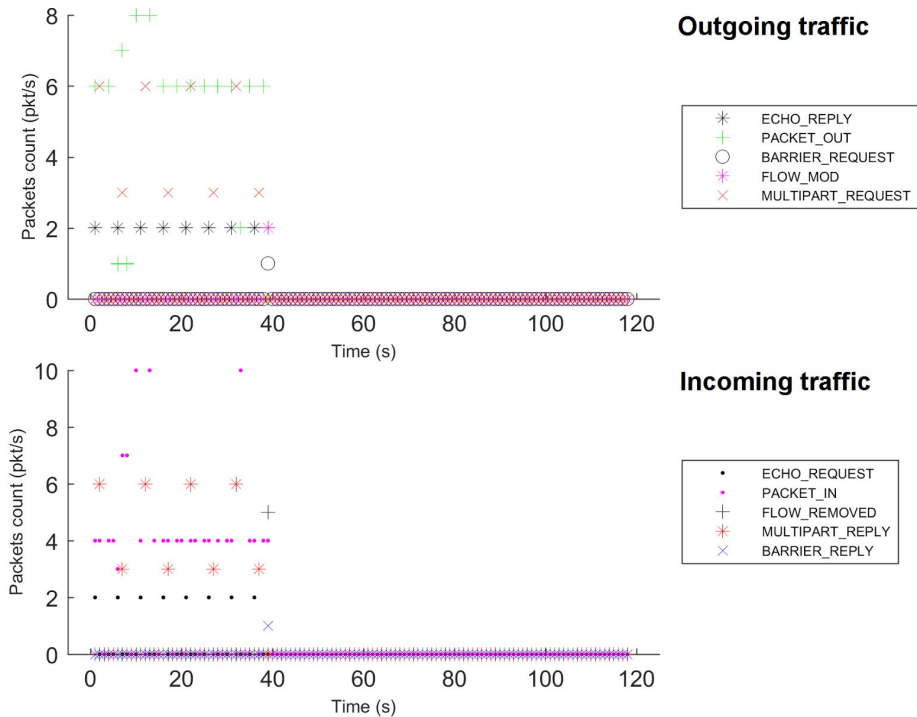 Outgoing traffic
Packets count (pkt/s)
8
6
4
2
0
0
20
40
60
80
100
120
Time (s)
ECHO_REPLY
PACKET_OUT
BARRIER_REQUEST
FLOW_MOD
MULTIPART_REQUEST
Incoming traffic
Packets count (pkt/s)
10
8
6
4
2
0
0
20
40
60
80
100
120
Time (s)
ECHO_REQUEST
PACKET_IN
FLOW_REMOVED
MULTIPART_REPLY
BARRIER_REPLY